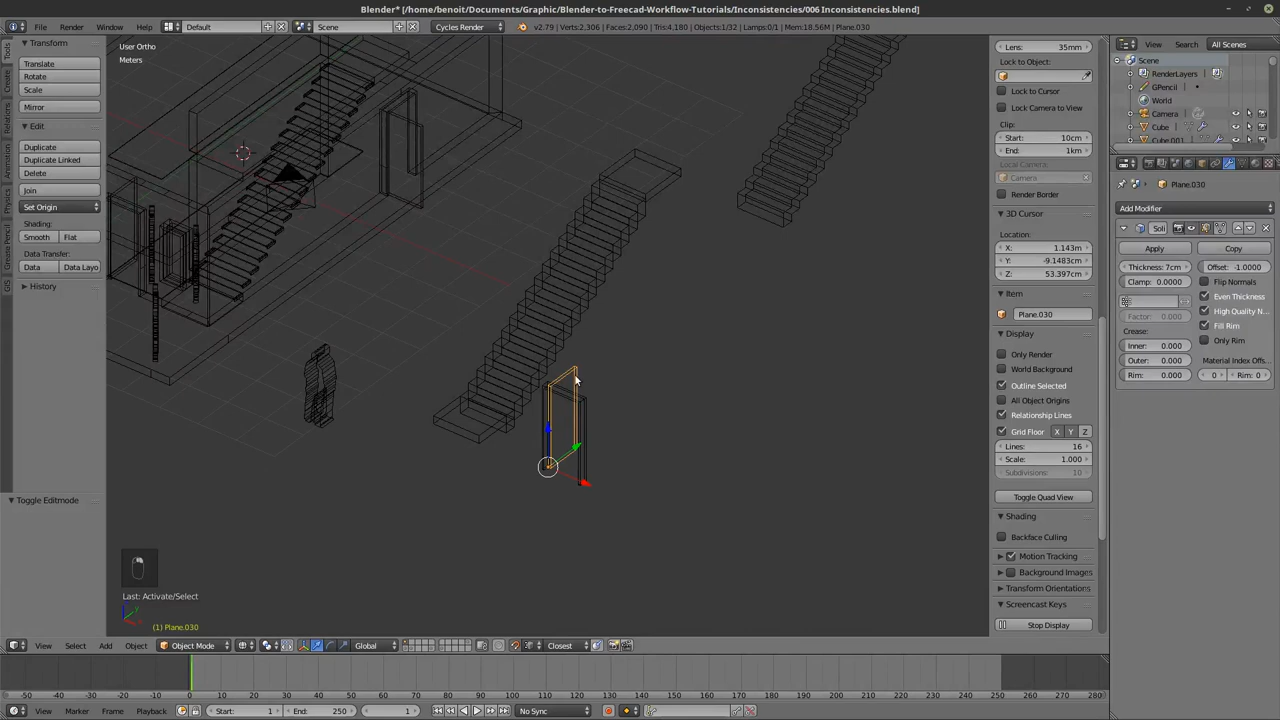 Blender* [/home/benoit/Documents/Graphic/Blender-to-Freecad-Workflow-Tutorials/Inconsistencies/006 Inconsistencies.blend]
File Render Window Help Default Scene Cycles Render v2.79 | Verts:2,306 | Faces:2,090 | Tris:4,180 | Objects:1/32 | Lamps:0/1 | Mem:18.56M | Plane.030
View Search All Scenes
Tools
Create
Relations
Animation
Physics
Grease Pencil
GIS
Transform
Translate
Rotate
Scale
Mirror
Edit
Duplicate
Duplicate Linked
Delete
Join
Set Origin
Shading:
Smooth Flat
Data Transfer:
Data Data Layo
History
Toggle Editmode
User Ortho
Meters
Last: Activate/Select
(1) Plane.030
Lens: 35mm
Lock to Object:
Lock to Cursor
Lock Camera to View
Clip:
Start: 10cm
End: 1km
Local Camera:
Camera
Render Border
3D Cursor
Location:
X: 1.143m
Y: -9.1483m
Z: 53.397cm
Item
Plane.030
Display
Only Render
World Background
Outline Selected
All Object Origins
Relationship Lines
Grid Floor X Y Z
Lines: 16
Scale: 1.000
Subdivisions: 10
Toggle Quad View
Shading
Backface Culling
Motion Tracking
Background Images
Transform Orientations
Screencast Keys
Stop Display
Scene
RenderLayers
GPencil
World
Camera
Cube
Cube.001
Plane.030
Add Modifier
Soli
Apply Copy
Thickness: 7cm Offset: -1.0000
Clamp: 0.0000 Flip Normals
Even Thickness
High Quality N...
Factor: 0.000 Fill Rim
Crease: Only Rim
Inner: 0.000
Outer: 0.000 Material Index Offs
Rim: 0.000 0 Rim: 0
View Select Add Object Object Mode Global Closest
-50 -40 -30 -20 -10 0 10 20 30 40 50 60 70 80 90 100 110 120 130 140 150 160 170 180 190 200 210 220 230 240 250 260 270 280
View Marker Frame Playback Start: 1 End: 250 1 No Sync